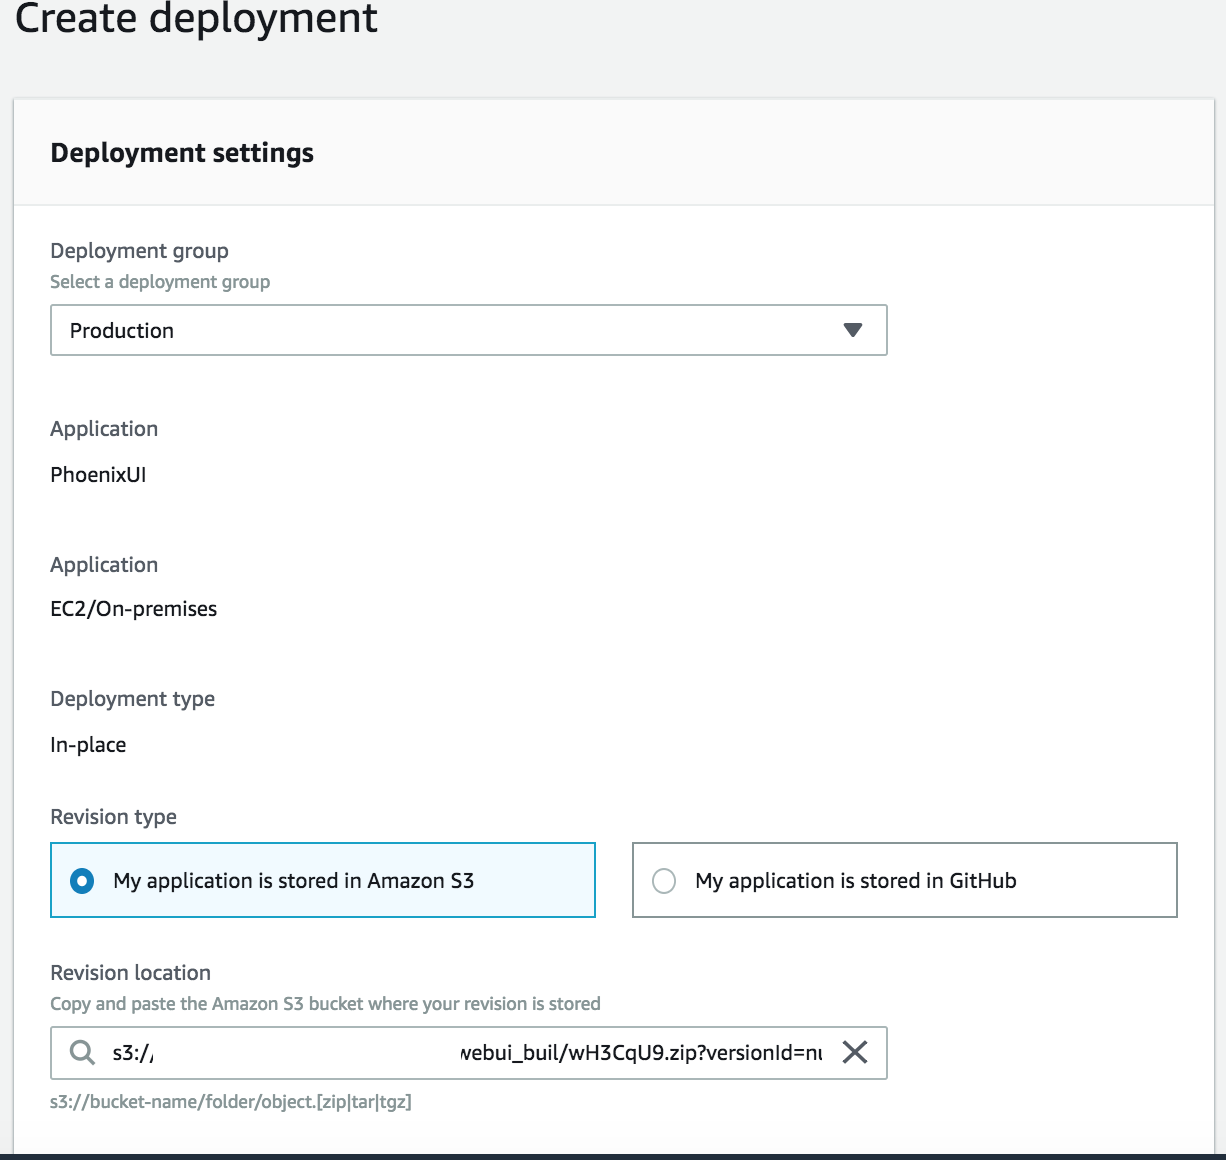 Create deployment
Deployment settings
Deployment group
Select a deployment group
Production
Application
PhoenixUI
Application
EC2/On-premises
Deployment type
In-place
Revision type
My application is stored in Amazon S3
My application is stored in GitHub
Revision location
Copy and paste the Amazon S3 bucket where your revision is stored
s3:// webui_buil/wH3CqU9.zip?versionId=nu
s3://bucket-name/folder/object.[zip|tar|tgz]